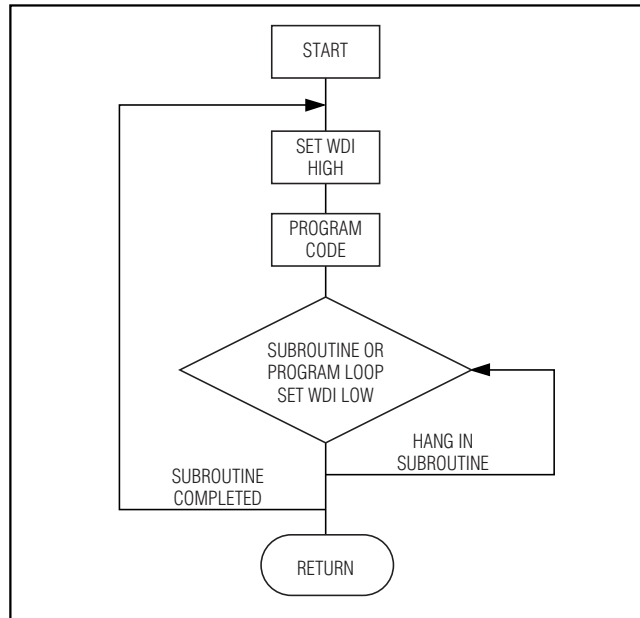 START
SET WDI
HIGH
PROGRAM
CODE
SUBROUTINE OR
PROGRAM LOOP
SET WDI LOW
HANG IN
SUBROUTINE
SUBROUTINE
COMPLETED
RETURN